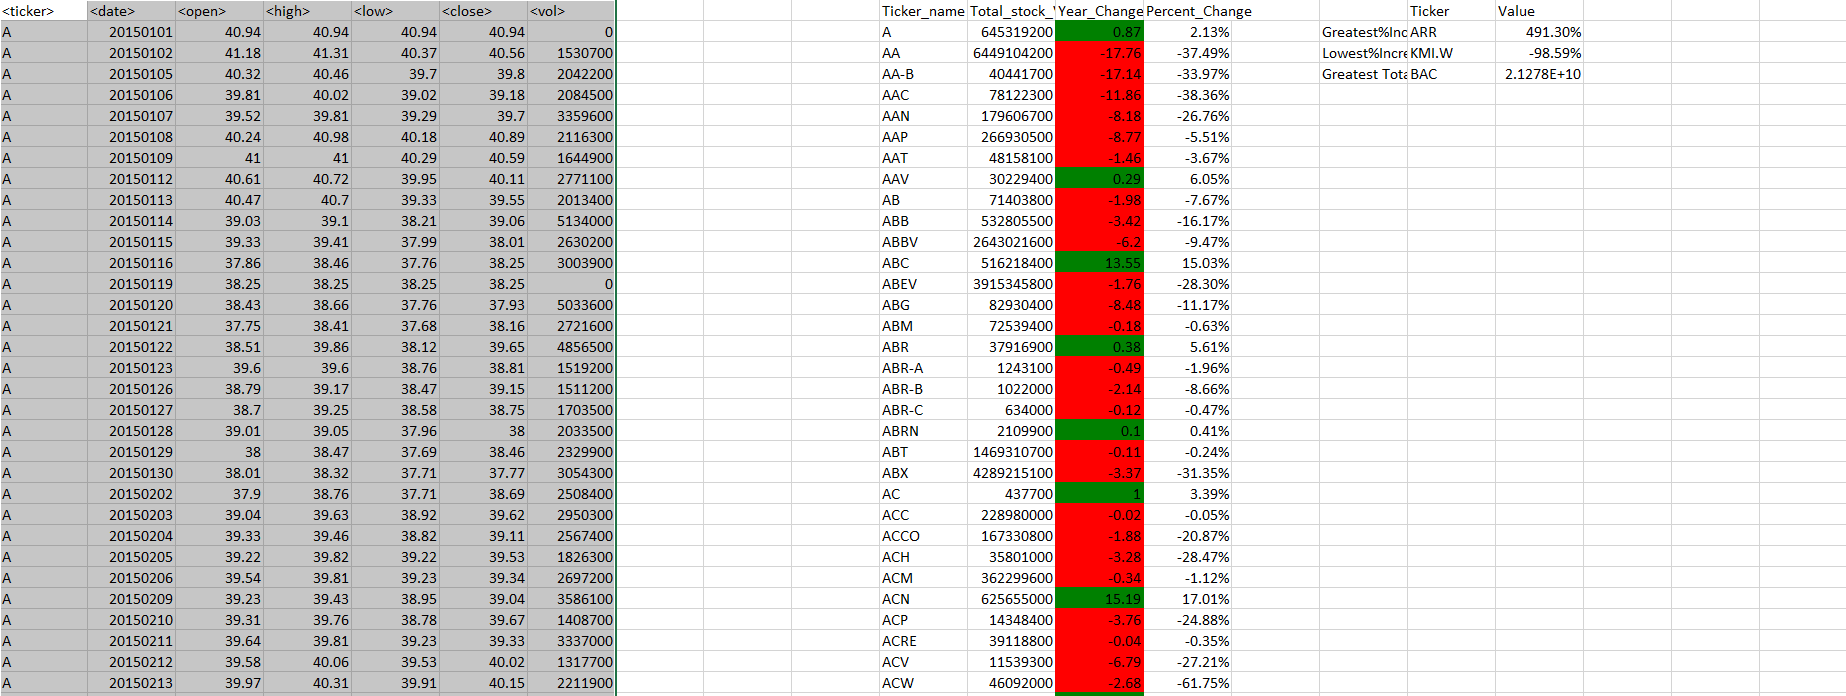 <ticker> <date> <open> <high> <low> <close> <vol> Ticker_name Total_stock_ Year_Change Percent_Change Ticker Value
A 20150101 40.94 40.94 40.94 40.94 0 A 645319200 0.87 2.13% Greatest%Inc ARR 491.30%
A 20150102 41.18 41.31 40.37 40.56 1530700 AA 6449104200 -17.76 -37.49% Lowest%Incre KMI.W -98.59%
A 20150105 40.32 40.46 39.7 39.8 2042200 AA-B 40441700 -17.14 -33.97% Greatest Tota BAC 2.1278E+10
A 20150106 39.81 40.02 39.02 39.18 2084500 AAC 78122300 -11.86 -38.36%
A 20150107 39.52 39.81 39.29 39.7 3359600 AAN 179606700 -8.18 -26.76%
A 20150108 40.24 40.98 40.18 40.89 2116300 AAP 266930500 -8.77 -5.51%
A 20150109 41 41 40.29 40.59 1644900 AAT 48158100 -1.46 -3.67%
A 20150112 40.61 40.72 39.95 40.11 2771100 AAV 30229400 0.29 6.05%
A 20150113 40.47 40.7 39.33 39.55 2013400 AB 71403800 -1.98 -7.67%
A 20150114 39.03 39.1 38.21 39.06 5134000 ABB 532805500 -3.42 -16.17%
A 20150115 39.33 39.41 37.99 38.01 2630200 ABBV 2643021600 -6.2 -9.47%
A 20150116 37.86 38.46 37.76 38.25 3003900 ABC 516218400 13.55 15.03%
A 20150119 38.25 38.25 38.25 38.25 0 ABEV 3915345800 -1.76 -28.30%
A 20150120 38.43 38.66 37.76 37.93 5033600 ABG 82930400 -8.48 -11.17%
A 20150121 37.75 38.41 37.68 38.16 2721600 ABM 72539400 -0.18 -0.63%
A 20150122 38.51 39.86 38.12 39.65 4856500 ABR 37916900 0.38 5.61%
A 20150123 39.6 39.6 38.76 38.81 1519200 ABR-A 1243100 -0.49 -1.96%
A 20150126 38.79 39.17 38.47 39.15 1511200 ABR-B 1022000 -2.14 -8.66%
A 20150127 38.7 39.25 38.58 38.75 1703500 ABR-C 634000 -0.12 -0.47%
A 20150128 39.01 39.05 37.96 38 2033500 ABRN 2109900 0.1 0.41%
A 20150129 38 38.47 37.69 38.46 2329900 ABT 1469310700 -0.11 -0.24%
A 20150130 38.01 38.32 37.71 37.77 3054300 ABX 4289215100 -3.37 -31.35%
A 20150202 37.9 38.76 37.71 38.69 2508400 AC 437700 1 3.39%
A 20150203 39.04 39.63 38.92 39.62 2950300 ACC 228980000 -0.02 -0.05%
A 20150204 39.33 39.46 38.82 39.11 2567400 ACCO 167330800 -1.88 -20.87%
A 20150205 39.22 39.82 39.22 39.53 1826300 ACH 35801000 -3.28 -28.47%
A 20150206 39.54 39.81 39.23 39.34 2697200 ACM 362299600 -0.34 -1.12%
A 20150209 39.23 39.43 38.95 39.04 3586100 ACN 625655000 15.19 17.01%
A 20150210 39.31 39.76 38.78 39.67 1408700 ACP 14348400 -3.76 -24.88%
A 20150211 39.64 39.81 39.23 39.33 3337000 ACRE 39118800 -0.04 -0.35%
A 20150212 39.58 40.06 39.53 40.02 1317700 ACV 11539300 -6.79 -27.21%
A 20150213 39.97 40.31 39.91 40.15 2211900 ACW 46092000 -2.68 -61.75%